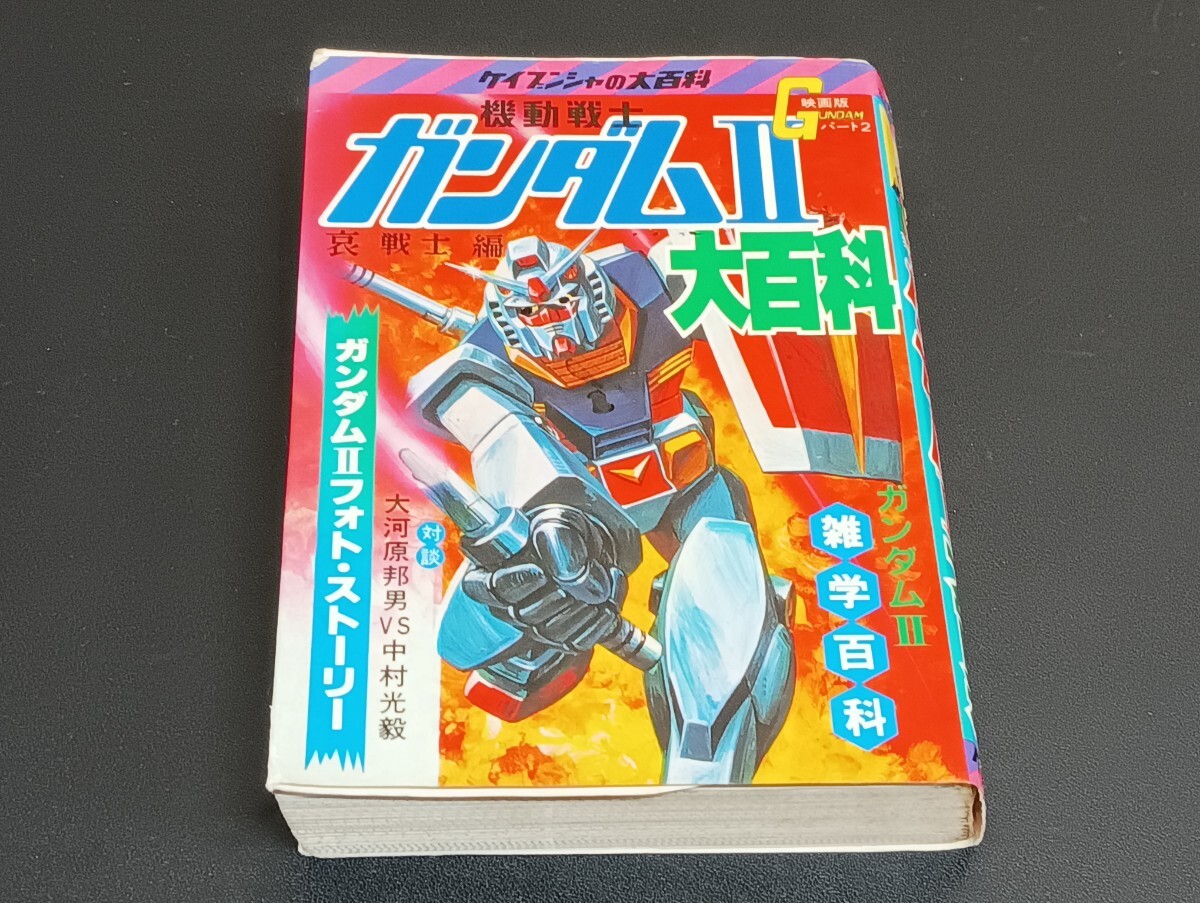 ケイブンシャの大百科
機動戦士
ガンダムⅡ
哀戦士編
大百科
映画版
GUNDAM
パート2
ガンダムⅡフォト・ストーリー
対談
大河原邦男VS中村光毅
ガンダムⅢ
雑学百科